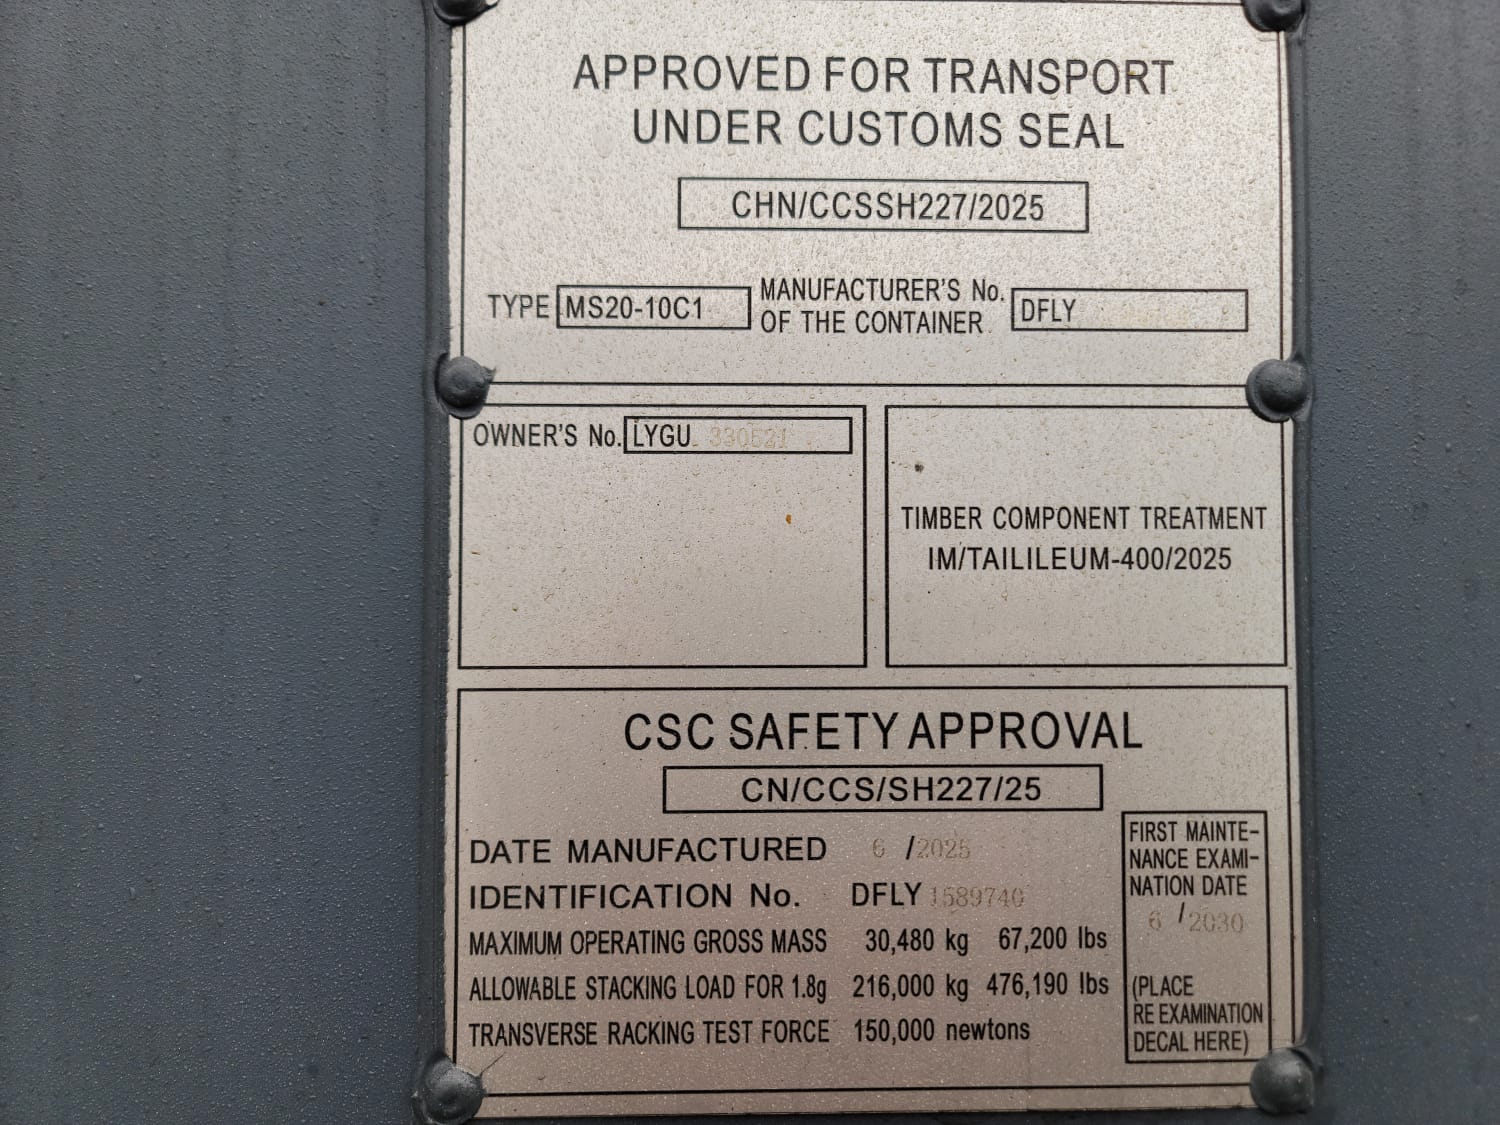 APPROVED FOR TRANSPORT
UNDER CUSTOMS SEAL
CHN/CCSSH227/2025
TYPE MS20-10C1
MANUFACTURER'S No.
OF THE CONTAINER
DFLY
OWNER'S No. LYGU
TIMBER COMPONENT TREATMENT
IM/TAILILEUM-400/2025
CSC SAFETY APPROVAL
CN/CCS/SH227/25
DATE MANUFACTURED 6 /2025
IDENTIFICATION No. DFLY 1589740
MAXIMUM OPERATING GROSS MASS 30,480 kg 67,200 lbs
ALLOWABLE STACKING LOAD FOR 1.8g 216,000 kg 476,190 lbs
TRANSVERSE RACKING TEST FORCE 150,000 newtons
FIRST MAINTE-
NANCE EXAMI-
NATION DATE
6 /2030
(PLACE
RE EXAMINATION
DECAL HERE)